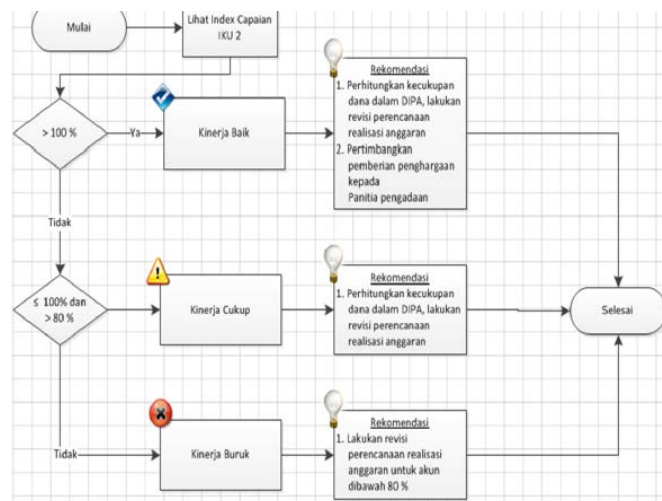 Mulai
Lihat Index Capaian
IKU 2
> 100 %
Ya
Kinerja Baik
Rekomendasi
1. Perhitungkan kecukupan
dana dalam DIPA, lakukan
revisi perencanaan
realisasi anggaran
2. Pertimbangkan
pemberian penghargaan
kepada
Panitia pengadaan
Tidak
≤ 100% dan
> 80 %
Kinerja Cukup
Rekomendasi
1. Perhitungkan kecukupan
dana dalam DIPA, lakukan
revisi perencanaan
realisasi anggaran
Selesai
Tidak
Kinerja Buruk
Rekomendasi
1. Lakukan revisi
perencanaan realisasi
anggaran untuk akun
dibawah 80 %